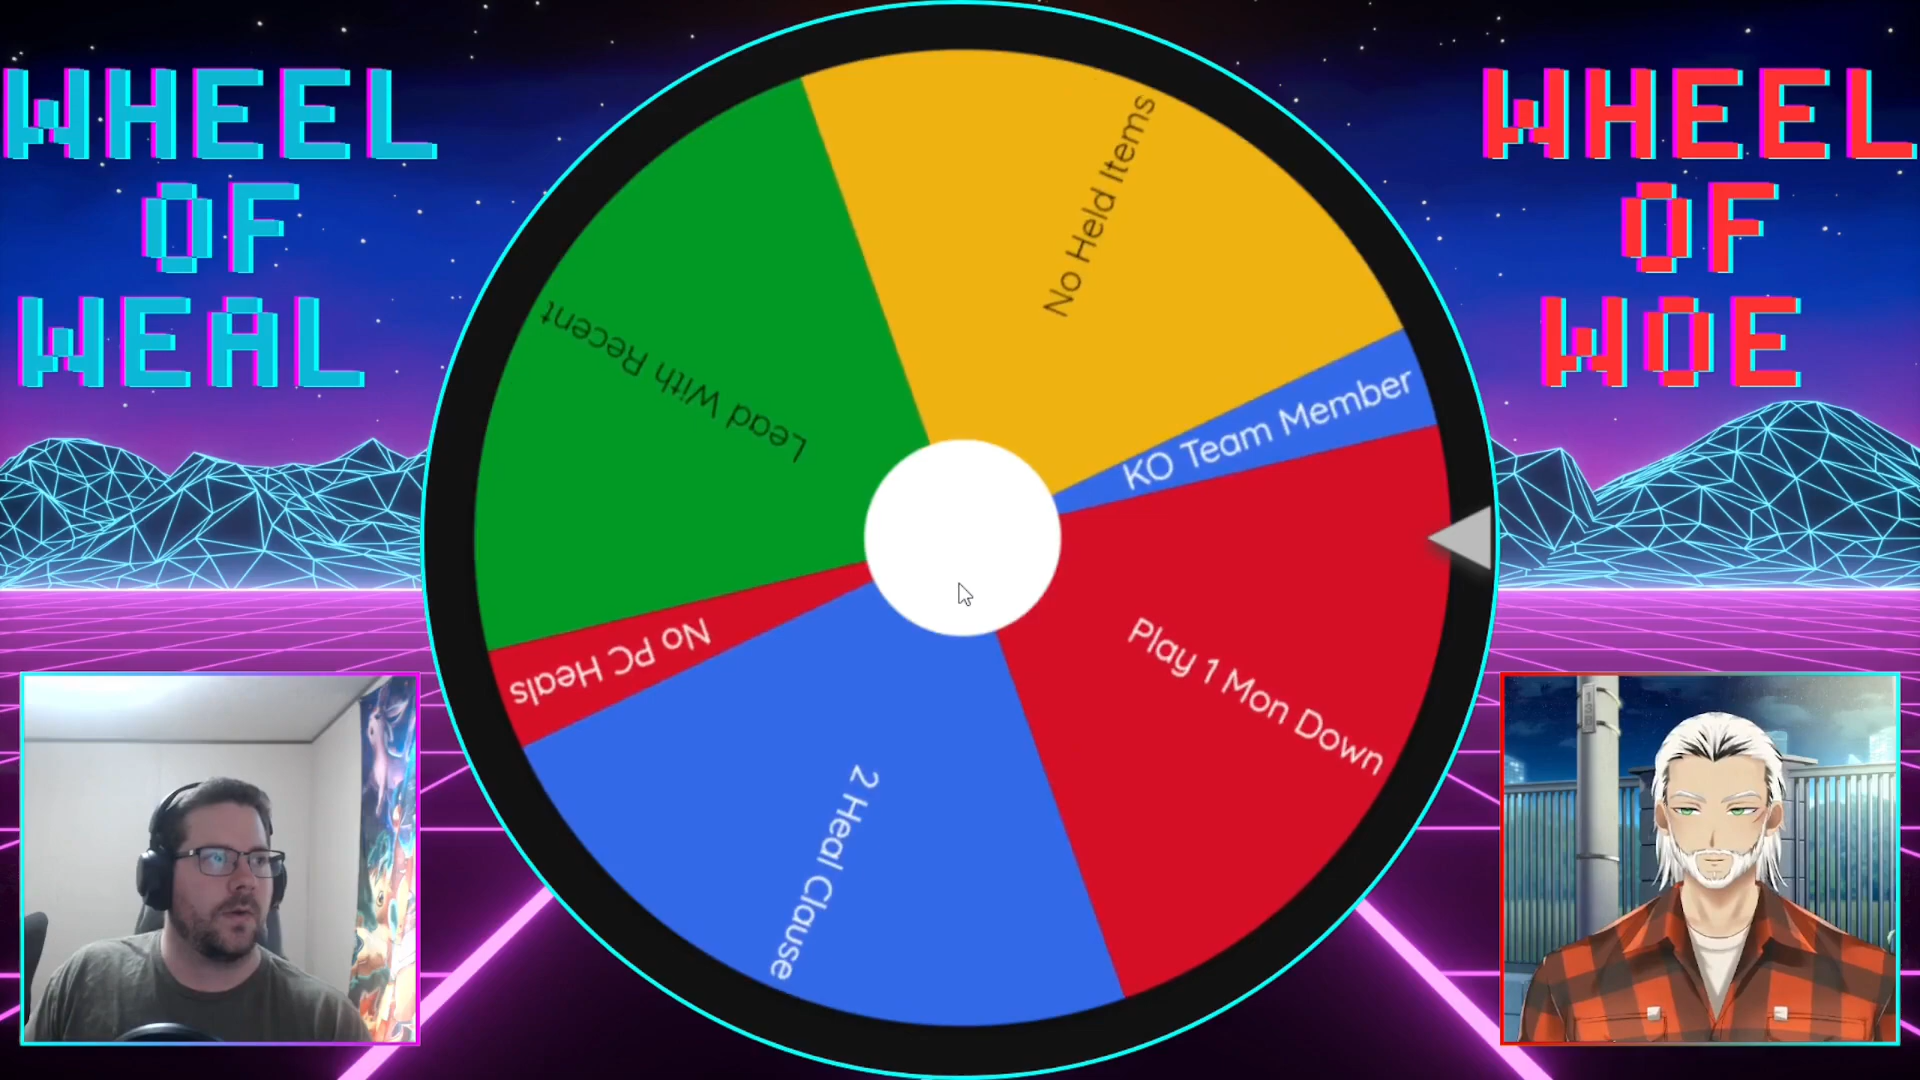 WHEEL
OF
WEAL
WHEEL
OF
WOE
No Held Items
KO Team Member
Play 1 Mon Down
2 Heal Clause
No PC Heals
Lead With Recent